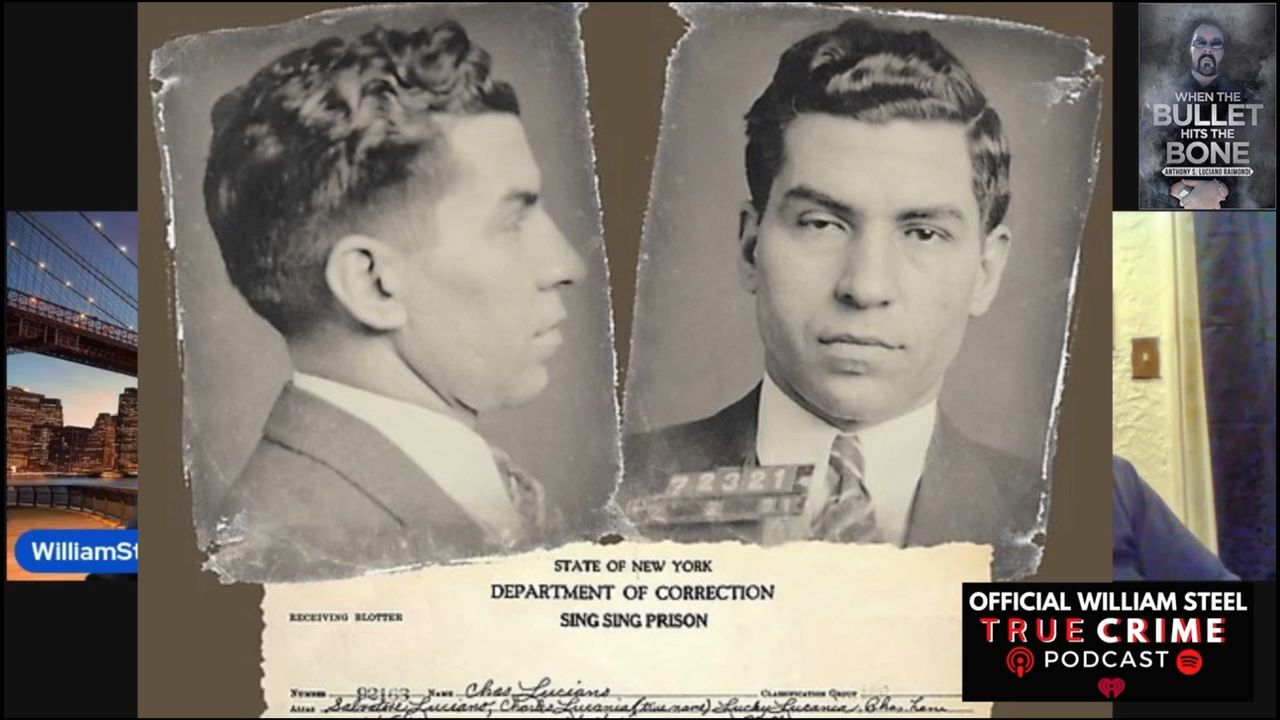 WHEN THE
BULLET
HITS THE
BONE
ANTHONY S. LUCIANO RAIMONDI
72321
STATE OF NEW YORK
DEPARTMENT OF CORRECTION
RECEIVING BLOTTER
SING SING PRISON
NUMBER 92163 NAME Chas Luciano CLASSIFICATION GROUP
ALIAS Salvatore Luciano, Charles Lucania (true name) Lucky Lucania, Chas. Lane
WilliamSt
OFFICIAL WILLIAM STEEL
TRUE CRIME
PODCAST